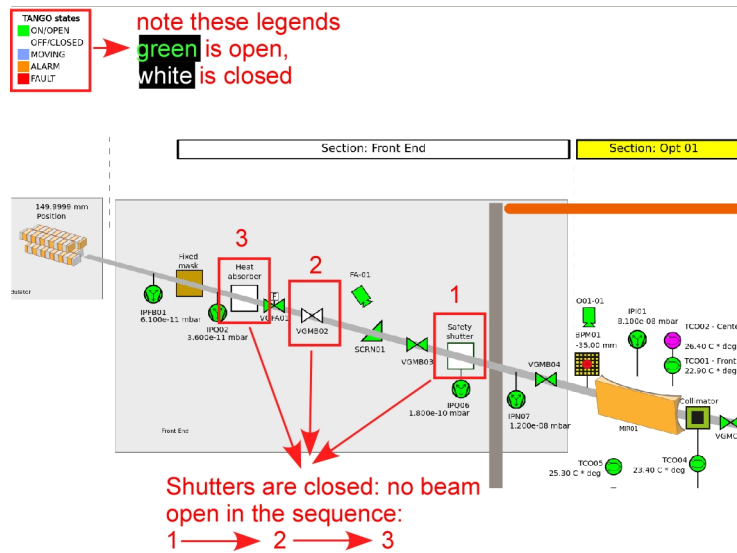 TANGO states
ON/OPEN
OFF/CLOSED
MOVING
ALARM
FAULT
note these legends
green is open,
white is closed
Section: Front End
Section: Opt 01
149.9999 mm
Position
dulator
Fixed
mask
3
Heat
absorber
2
1
FA-01
Safety
shutter
O01-01
IPI01
8.100e-08 mbar
BPM01
-35.00 mm
TCO02 - Cente
26.40 C * deg
TCO01 - Front
22.90 C * deg
IPFB01
6.100e-11 mbar
IPO02
3.600e-11 mbar
VGFA01
VGMB02
SCRN01
VGMB03
VGMB04
IPO06
1.800e-10 mbar
IPN07
1.200e-08 mbar
MIR01
Collimator
VGMC
Front End
TCO05
25.30 C * deg
TCO04
23.40 C * deg
Shutters are closed: no beam
open in the sequence:
1 2 3